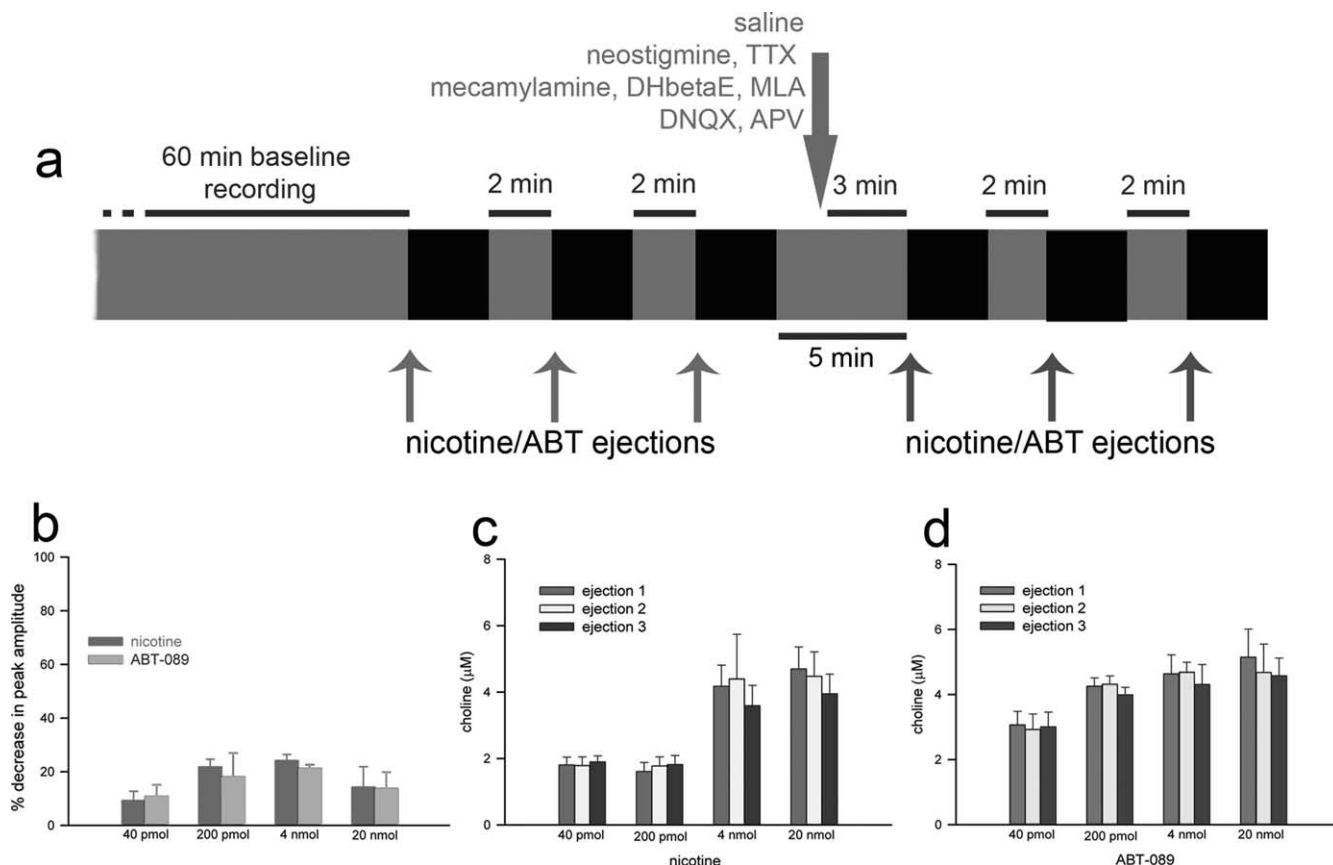 a
saline
neostigmine, TTX
mecamylamine, DHbetaE, MLA
DNQX, APV
60 min baseline
recording
2 min
2 min
3 min
2 min
2 min
5 min
nicotine/ABT ejections
nicotine/ABT ejections
b
% decrease in peak amplitude
100
80
60
40
20
0
nicotine
ABT-089
40 pmol
200 pmol
4 nmol
20 nmol
c
choline (µM)
8
6
4
2
0
ejection 1
ejection 2
ejection 3
40 pmol
200 pmol
4 nmol
20 nmol
nicotine
d
choline (µM)
8
6
4
2
0
ejection 1
ejection 2
ejection 3
40 pmol
200 pmol
4 nmol
20 nmol
ABT-089